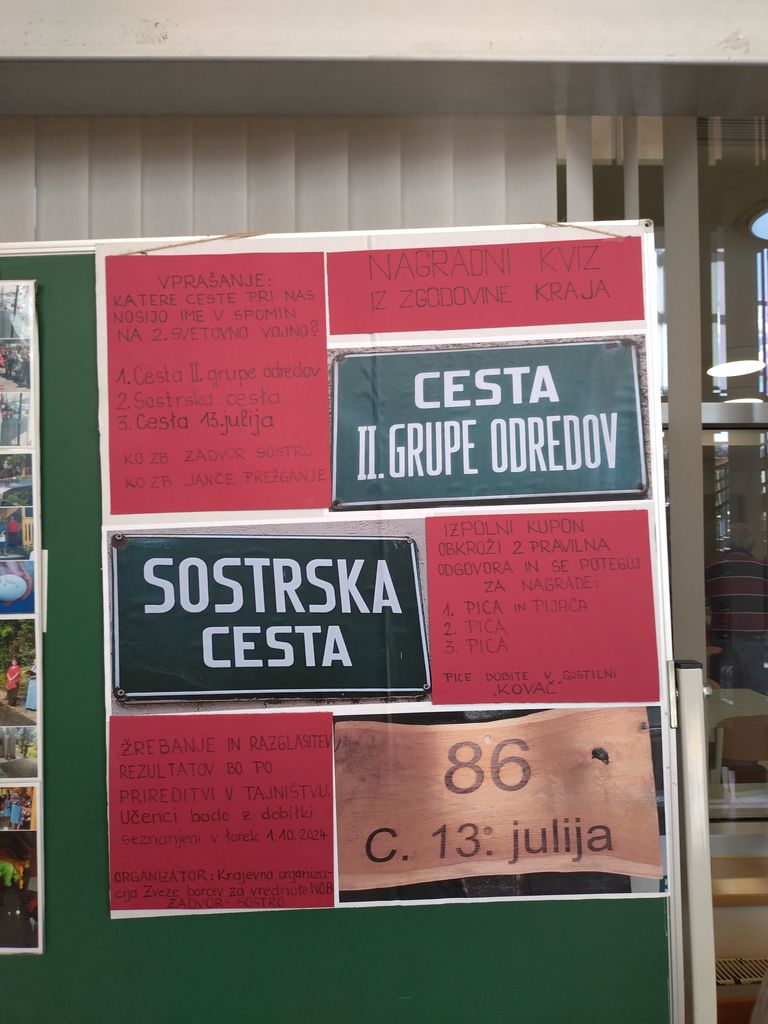 NAGRADNI KVIZ
IZ ZGODOVINE KRAJA
VPRAŠANJE:
KATERE CESTE PRI NAS
NOSIJO IME V SPOMIN
NA 2. SVETOVNO VOJNO?
1. Cesta II. grupe odredov
2. Sostrska cesta
3. Cesta 13. julija
KO ZB ZADVOR SOSTRO
KO ZB JANČE PREŽGANJE
CESTA
II. GRUPE ODREDOV
SOSTRSKA
CESTA
IZPOLNI KUPON
OBKROŽI 2 PRAVILNA
ODGOVORA IN SE POTEGUJ
ZA NAGRADE:
1. PICA IN PIJAČA
2. PICA
3. PICA
PICE DOBITE V GOSTILNI
"KOVAČ"
ŽREBANJE IN RAZGLASITEV
REZULTATOV BO PO
PRIREDITVI V TAJNIŠTVU.
Učenci bodo z dobitki
seznanjeni v torek 1.10.2024
ORGANIZATOR: Krajevna organiza-
cija Zveze borcev za vrednote NOB
ZADVOR - SOSTRO
86
C. 13. julija